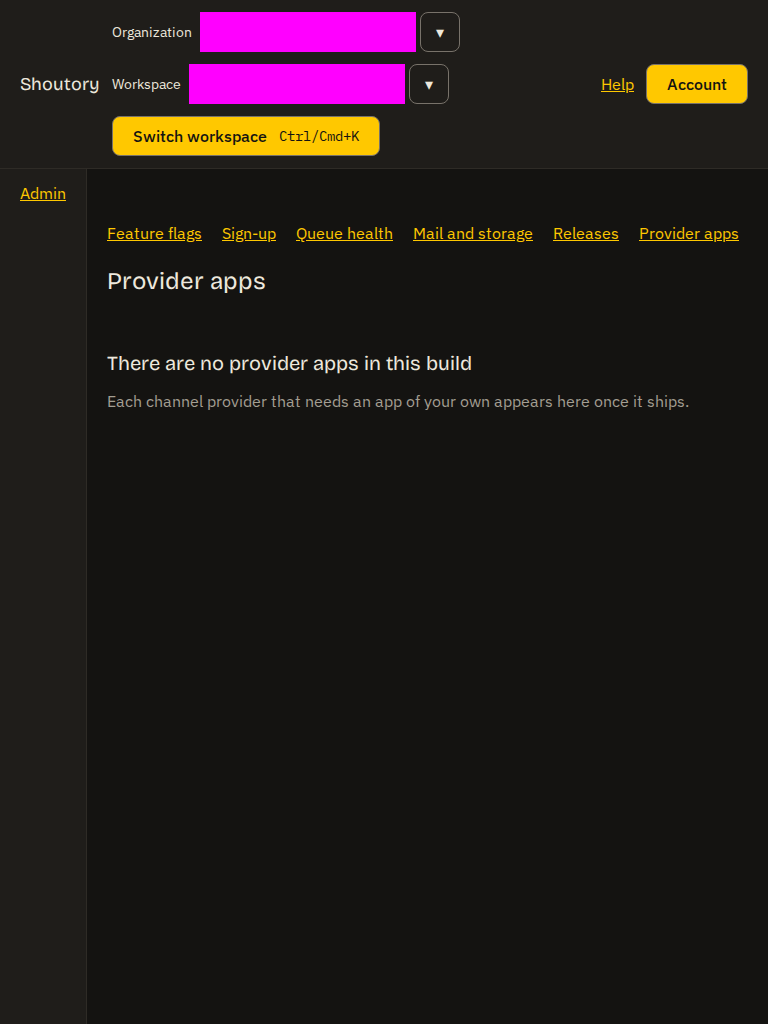 Organization ▼
Shoutory
Workspace ▼
Help
Account
Switch workspace Ctrl/Cmd+K
Admin
Feature flags Sign-up Queue health Mail and storage Releases Provider apps
Provider apps
There are no provider apps in this build
Each channel provider that needs an app of your own appears here once it ships.